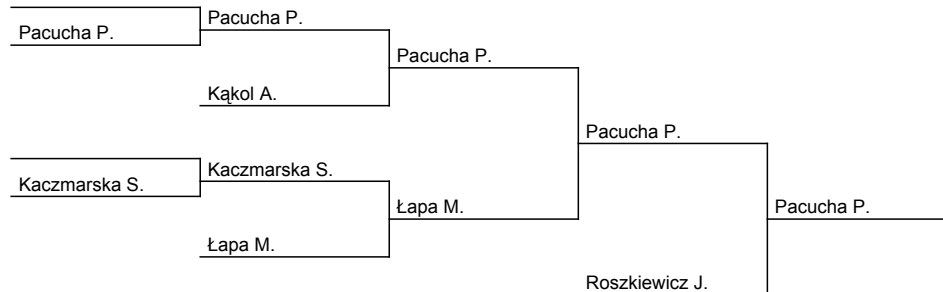 Pacucha P.
Pacucha P.
Pacucha P.
Kąkol A.
Pacucha P.
Kaczmarska S.
Kaczmarska S.
Łapa M.
Pacucha P.
Łapa M.
Roszkiewicz J.